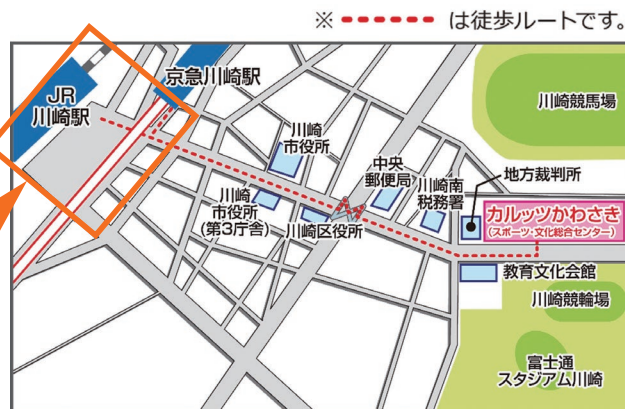 ※ は徒歩ルートです。
JR
川崎駅
京急川崎駅
川崎競馬場
川崎
市役所
中央
郵便局
川崎南
税務署
地方裁判所
カルッツかわさき
(スポーツ・文化総合センター)
川崎
市役所
(第3庁舎)
川崎区役所
教育文化会館
川崎競輪場
富士通
スタジアム川崎